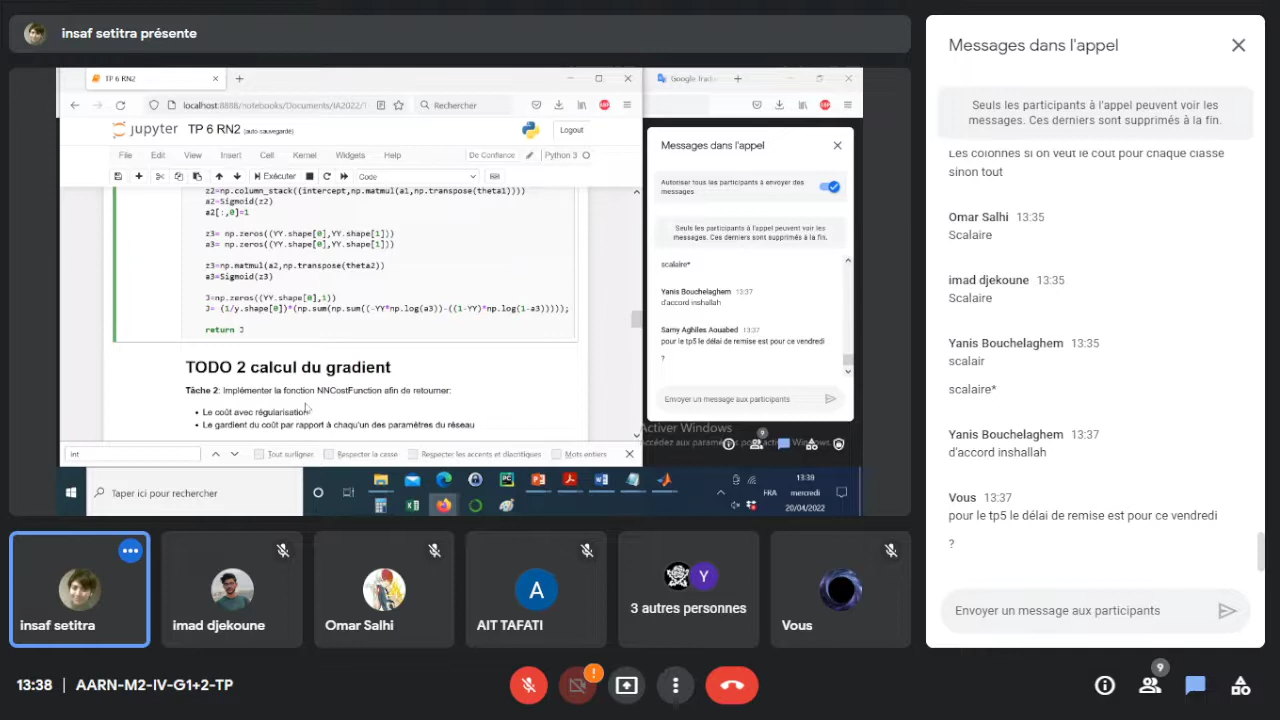 insaf setitra présente
TP 6 RN2
localhost:8888/notebooks/Documents/IA2022/1
Rechercher
jupyter TP 6 RN2 (auto-sauvegardé)
Logout
File Edit View Insert Cell Kernel Widgets Help
De Confiance
Python 3
Exécuter
Code
z2=np.column_stack((intercept,np.matmul(a1,np.transpose(theta1))))
a2=Sigmoid(z2)
a2[:,0]=1
z3= np.zeros((YY.shape[0],YY.shape[1]))
a3= np.zeros((YY.shape[0],YY.shape[1]))
z3=np.matmul(a2,np.transpose(theta2))
a3=Sigmoid(z3)
J=np.zeros((YY.shape[0],1))
J= (1/y.shape[0])*(np.sum(np.sum((-YY*np.log(a3))-((1-YY)*np.log(1-a3)))));
return J
TODO 2 calcul du gradient
Tâche 2: Implémenter la fonction NNCostFunction afin de retourner:
Le coût avec régularisation
Le gardient du coût par rapport à chaqu'un des paramètres du réseau
int
Tout surligner
Respecter la casse
Respecter les accents et diacritiques
Mots entiers
Google Trad
Messages dans l'appel
Autoriser tous les participants à envoyer des
messages
Seuls les participants à l'appel peuvent voir les
messages. Ces derniers sont supprimés à la fin.
scalaire*
Yanis Bouchelaghem 13:37
d'accord inshallah
Samy Aghiles Aouabed 13:37
pour le tp5 le délai de remise est pour ce vendredi
?
Envoyer un message aux participants
Activer Windows
9
Taper ici pour rechercher
FRA
13:39
mercredi
20/04/2022
insaf setitra
imad djekoune
Omar Salhi
A
AIT TAFATI
Y
3 autres personnes
Vous
13:38 | AARN-M2-IV-G1+2-TP
!
9
Messages dans l'appel
Seuls les participants à l'appel peuvent voir les
messages. Ces derniers sont supprimés à la fin.
Les colonnes si on veut le cout pour chaque classe
sinon tout
Omar Salhi 13:35
Scalaire
imad djekoune 13:35
Scalaire
Yanis Bouchelaghem 13:35
scalair
scalaire*
Yanis Bouchelaghem 13:37
d'accord inshallah
Vous 13:37
pour le tp5 le délai de remise est pour ce vendredi
?
Envoyer un message aux participants